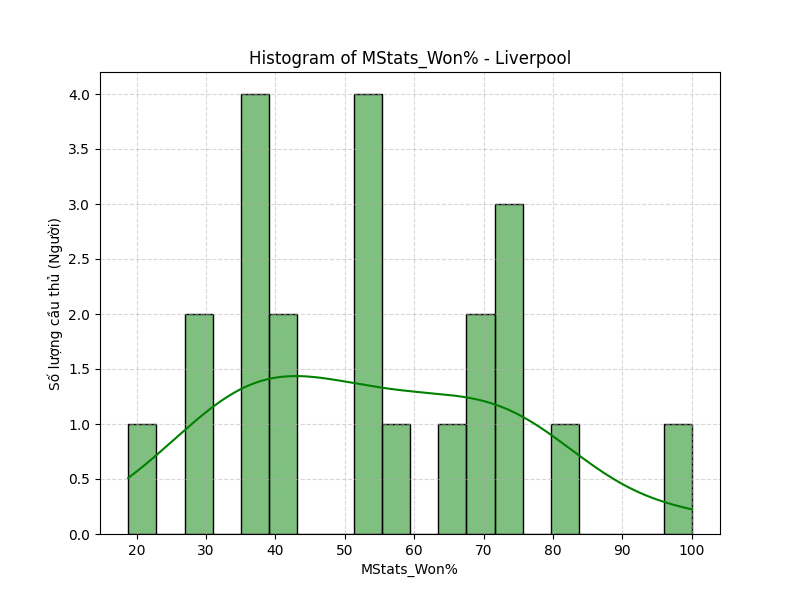 Histogram of MStats_Won% - Liverpool
Số lượng cầu thủ (Người)
4.0
3.5
3.0
2.5
2.0
1.5
1.0
0.5
0.0
20 30 40 50 60 70 80 90 100
MStats_Won%